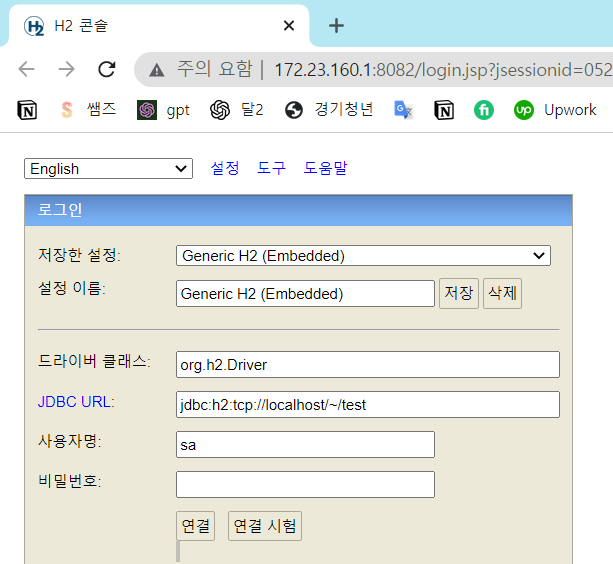 H2 콘솔
주의 요함 | 172.23.160.1:8082/login.jsp?jsessionid=052
쌤즈 gpt 달2 경기청년 Upwork
English 설정 도구 도움말
로그인
저장한 설정: Generic H2 (Embedded)
설정 이름: Generic H2 (Embedded) 저장 삭제
드라이버 클래스: org.h2.Driver
JDBC URL: jdbc:h2:tcp://localhost/~/test
사용자명: sa
비밀번호:
연결 연결 시험